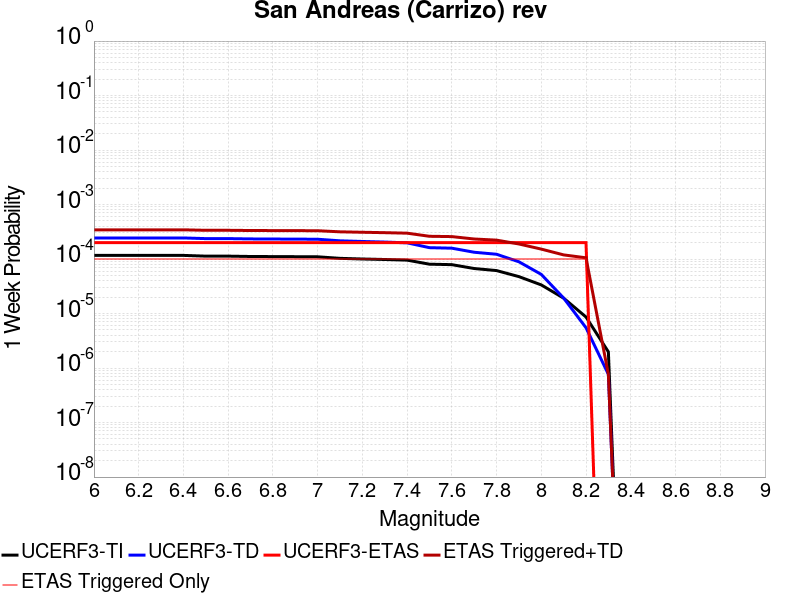 San Andreas (Carrizo) rev
10 0
10 -1
10 -2
10 -3
10 -4
10 -5
10 -6
10 -7
10 -8
1 Week Probability
6 6.2 6.4 6.6 6.8 7 7.2 7.4 7.6 7.8 8 8.2 8.4 8.6 8.8 9
Magnitude
UCERF3-TI UCERF3-TD UCERF3-ETAS ETAS Triggered+TD
ETAS Triggered Only